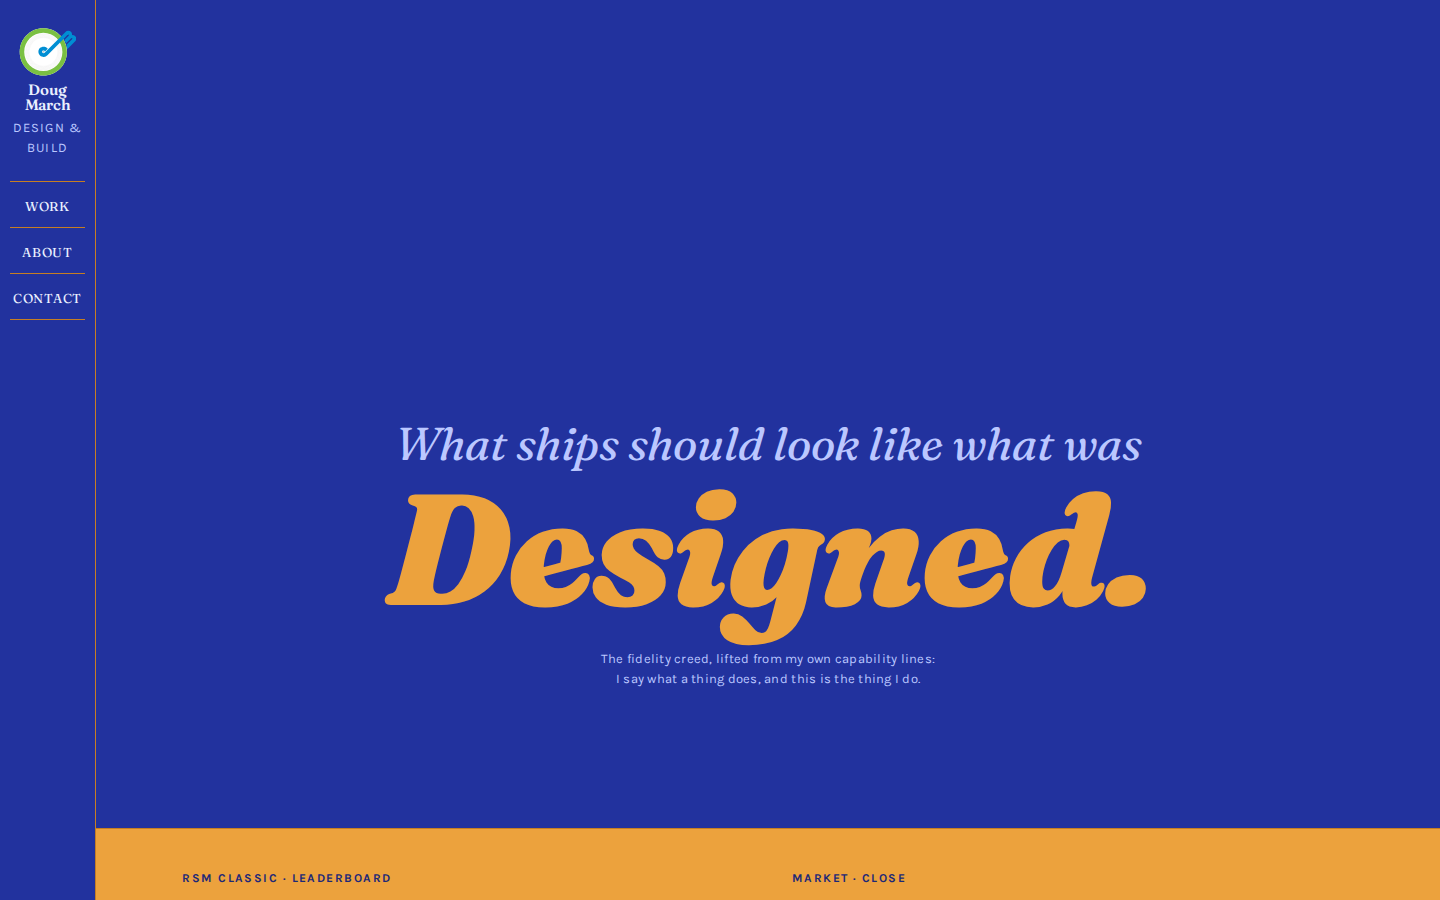 Doug
March
DESIGN &
BUILD
WORK
ABOUT
CONTACT
What ships should look like what was
Designed.
The fidelity creed, lifted from my own capability lines:
I say what a thing does, and this is the thing I do.
RSM CLASSIC · LEADERBOARD
MARKET · CLOSE